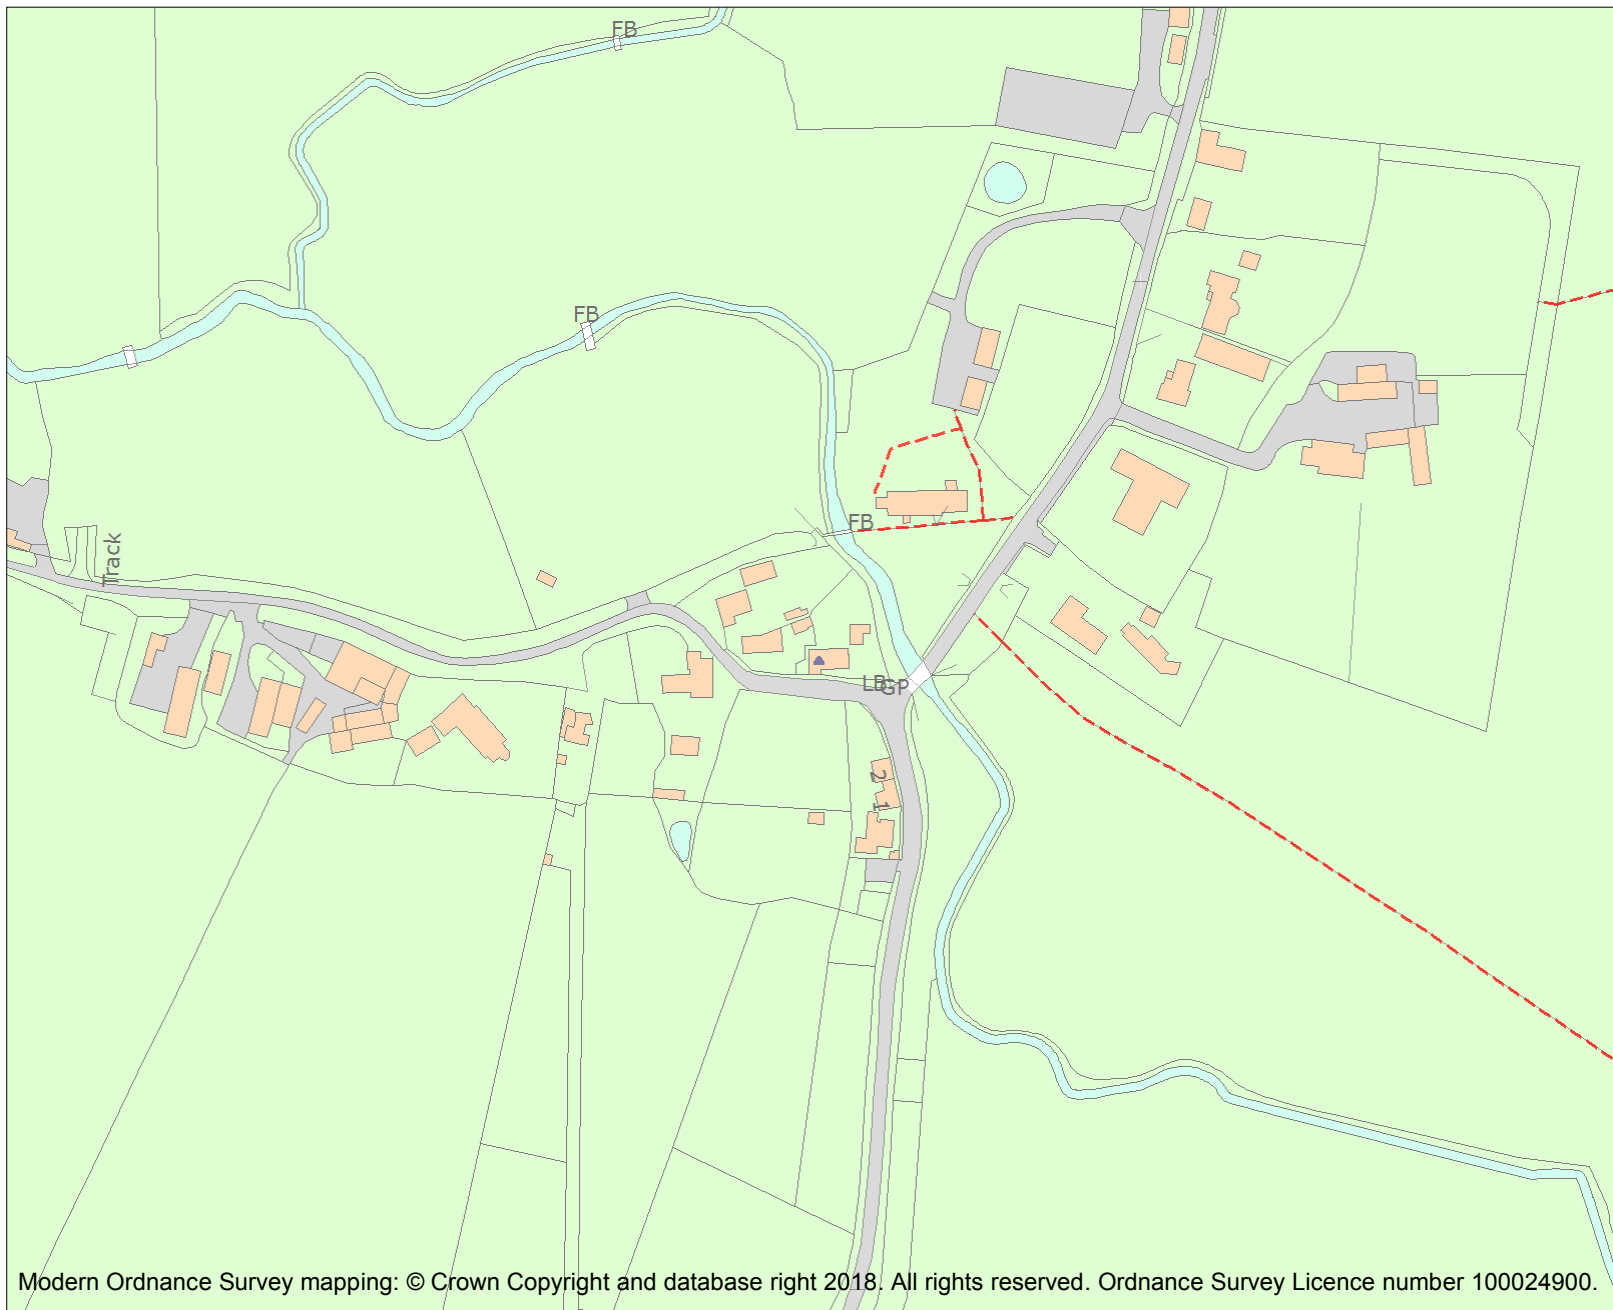 FB
FB
FB
Track
LB
GP
2
1
Modern Ordnance Survey mapping: © Crown Copyright and database right 2018. All rights reserved. Ordnance Survey Licence number 100024900.